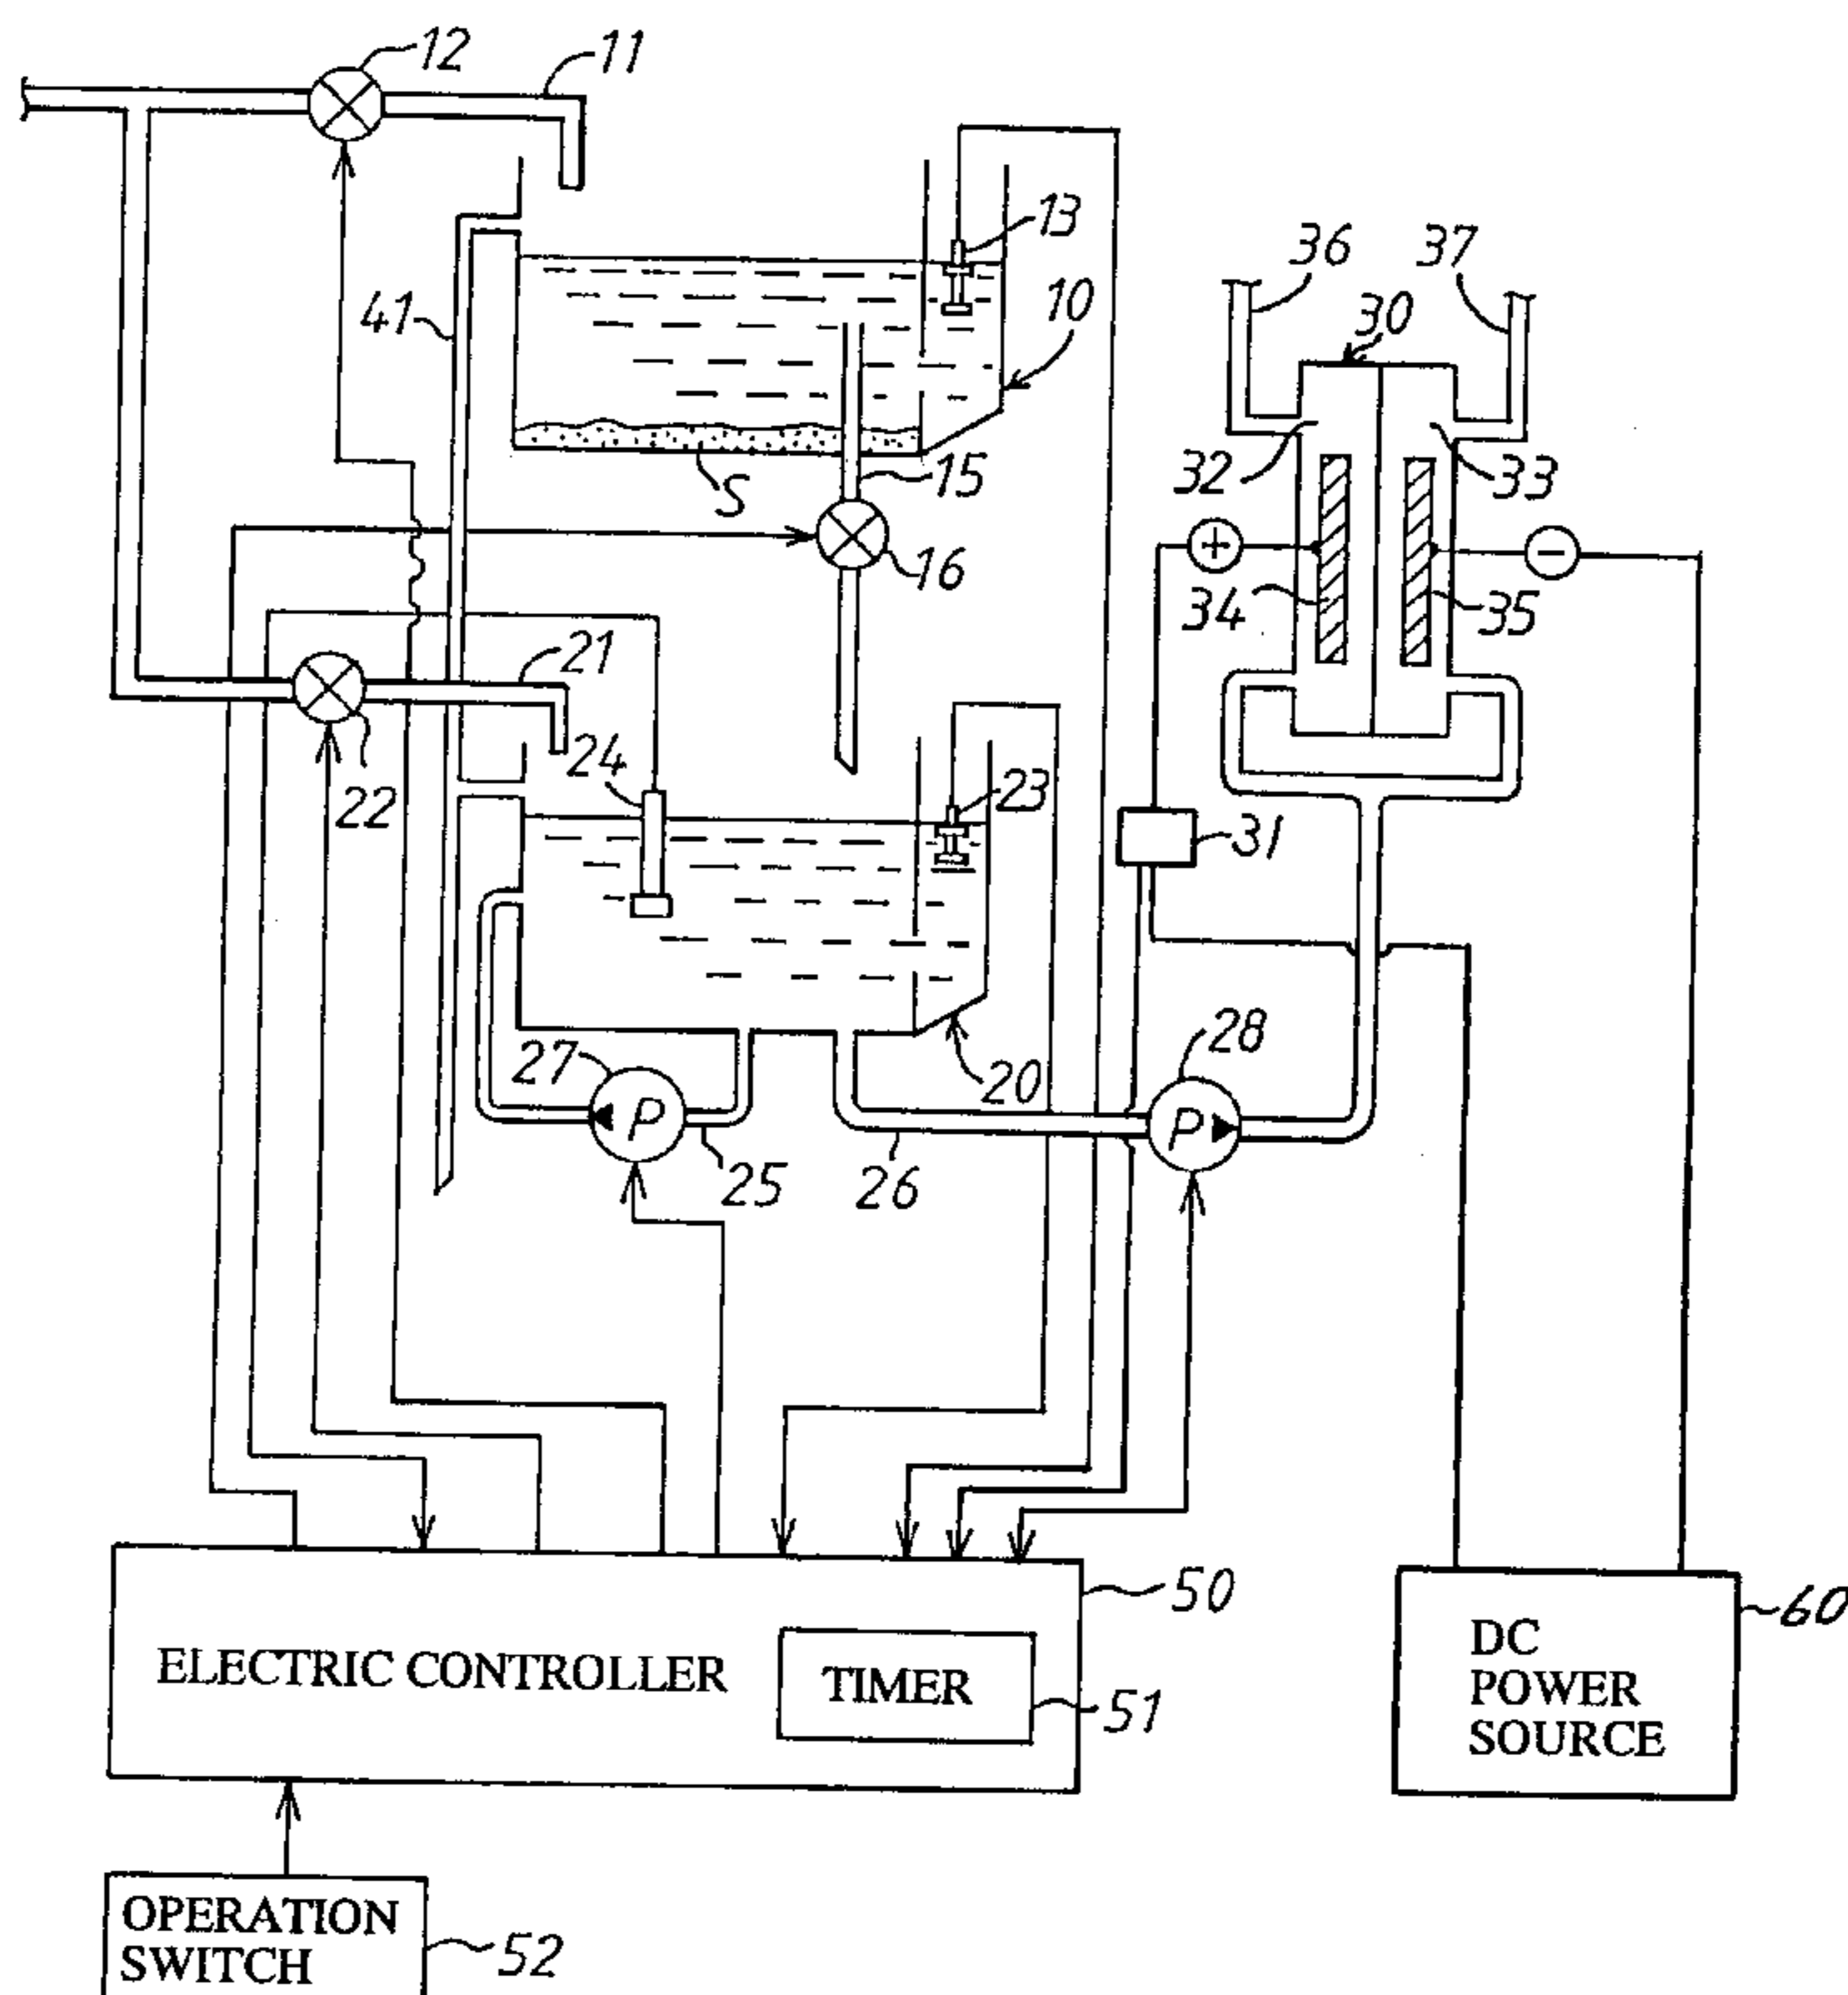 12
11
13
36
37
41
10
30
S
15
32
33
16
34
35
21
24
23
22
31
27
28
20
P
P
25
26
50
60
ELECTRIC CONTROLLER
TIMER
51
DC
POWER
SOURCE
OPERATION
SWITCH
52